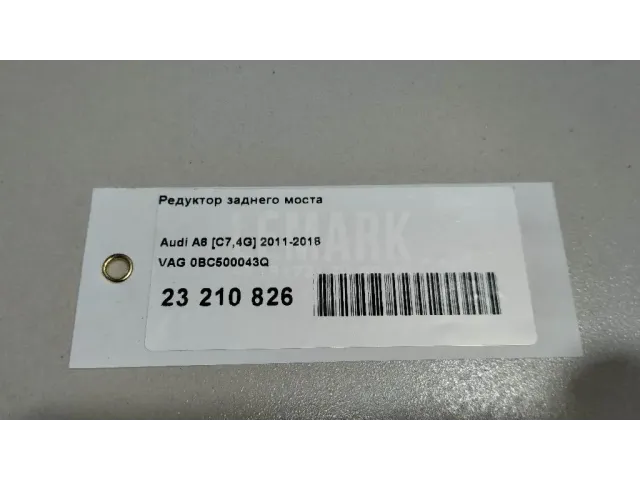 Редуктор заднего моста
Audi A6 [C7,4G] 2011-2018
VAG 0BC500043Q
23 210 826